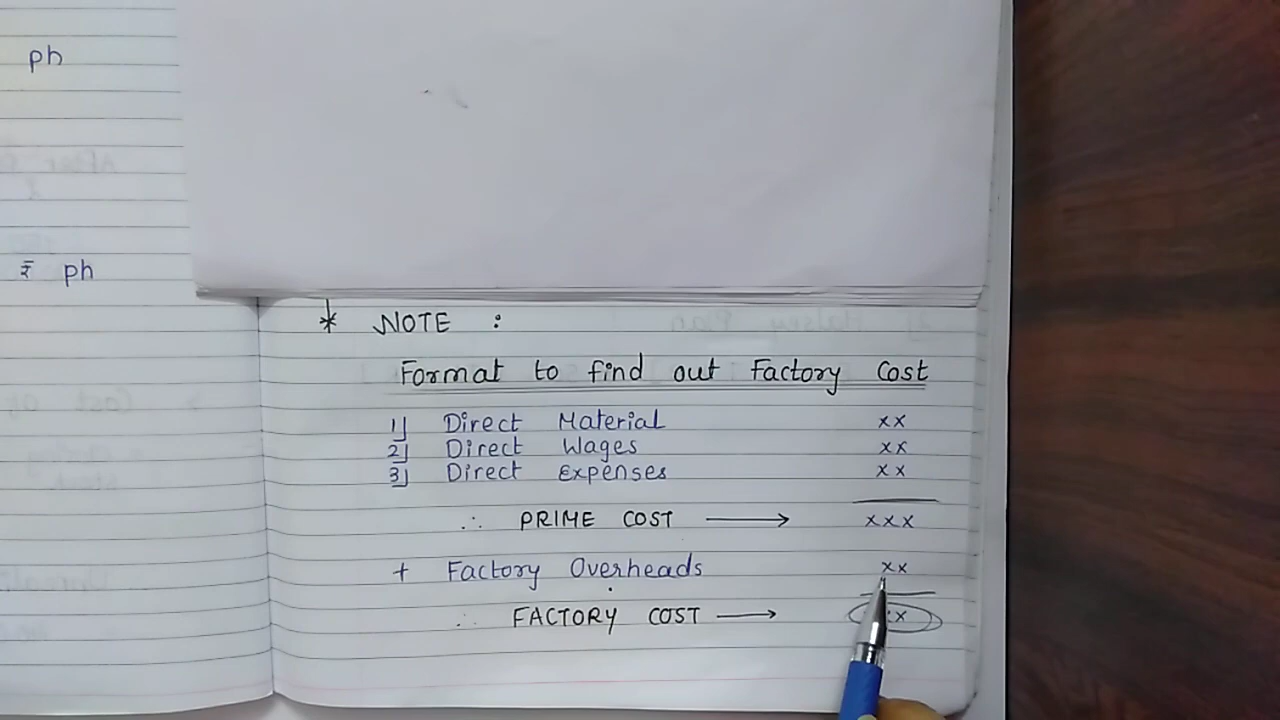 ph
₹ ph
* NOTE :
Format to find out Factory Cost
1] Direct Material xx
2] Direct Wages xx
3] Direct Expenses xx
∴ PRIME COST ⟶ xxx
+ Factory Overheads xx
∴ FACTORY COST ⟶